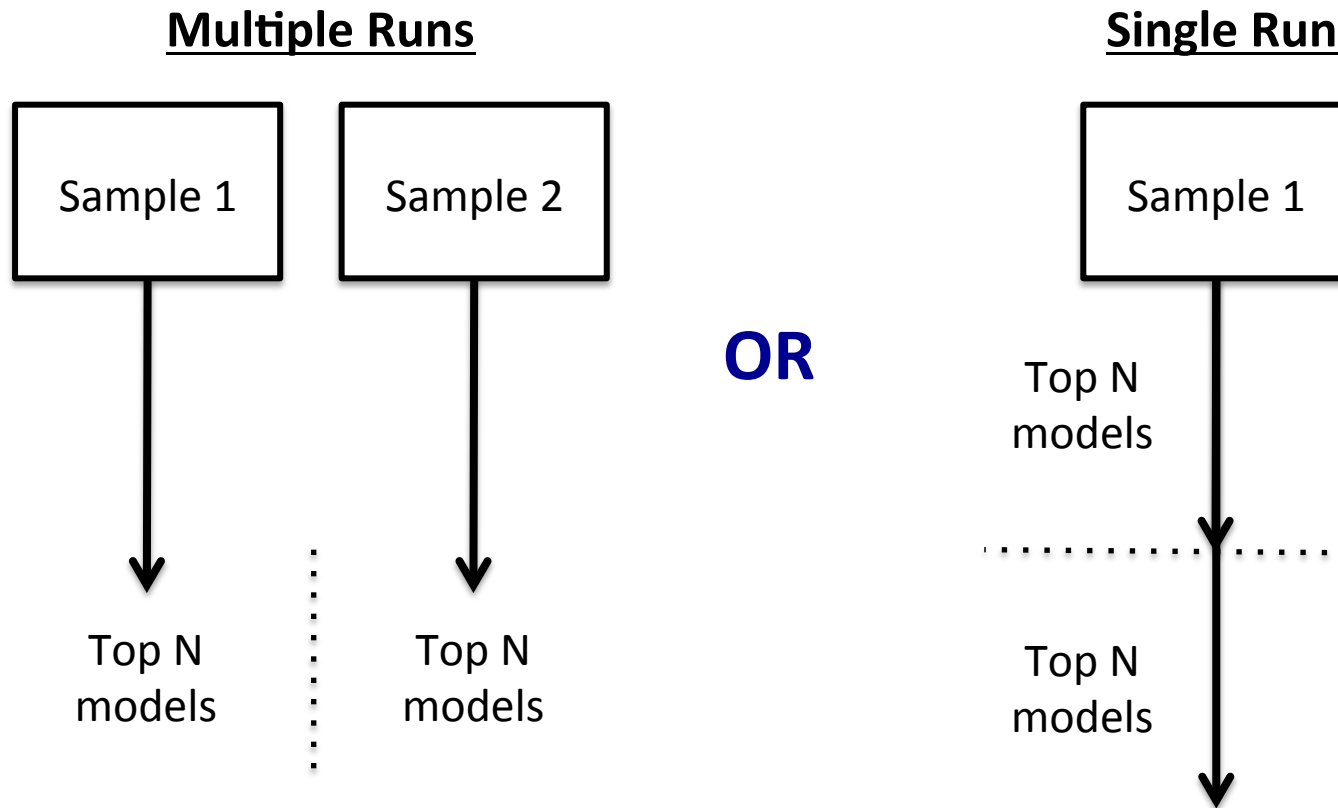 Multiple Runs
Sample 1
Sample 2
Top N
models
Top N
models
OR
Single Run
Sample 1
Top N
models
Top N
models